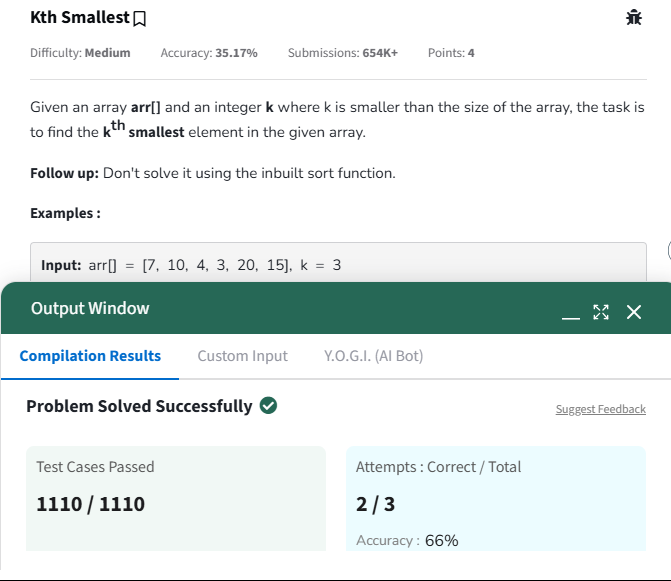 Kth Smallest
Difficulty: Medium Accuracy: 35.17% Submissions: 654K+ Points: 4
Given an array arr[] and an integer k where k is smaller than the size of the array, the task is
to find the kth smallest element in the given array.
Follow up: Don't solve it using the inbuilt sort function.
Examples :
Input: arr[] = [7, 10, 4, 3, 20, 15], k = 3
Output Window
Compilation Results Custom Input Y.O.G.I. (AI Bot)
Problem Solved Successfully Suggest Feedback
Test Cases Passed Attempts : Correct / Total
1110 / 1110 2 / 3
Accuracy : 66%